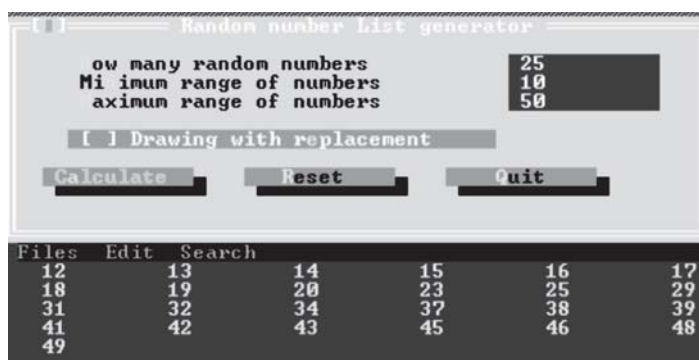 [ ] Random number List generator
ow many random numbers 25
Mi imum range of numbers 10
aximum range of numbers 50
[ ] Drawing with replacement
Calculate Reset Quit
Files Edit Search
12 13 14 15 16 17
18 19 20 23 25 29
31 32 34 37 38 39
41 42 43 45 46 48
49